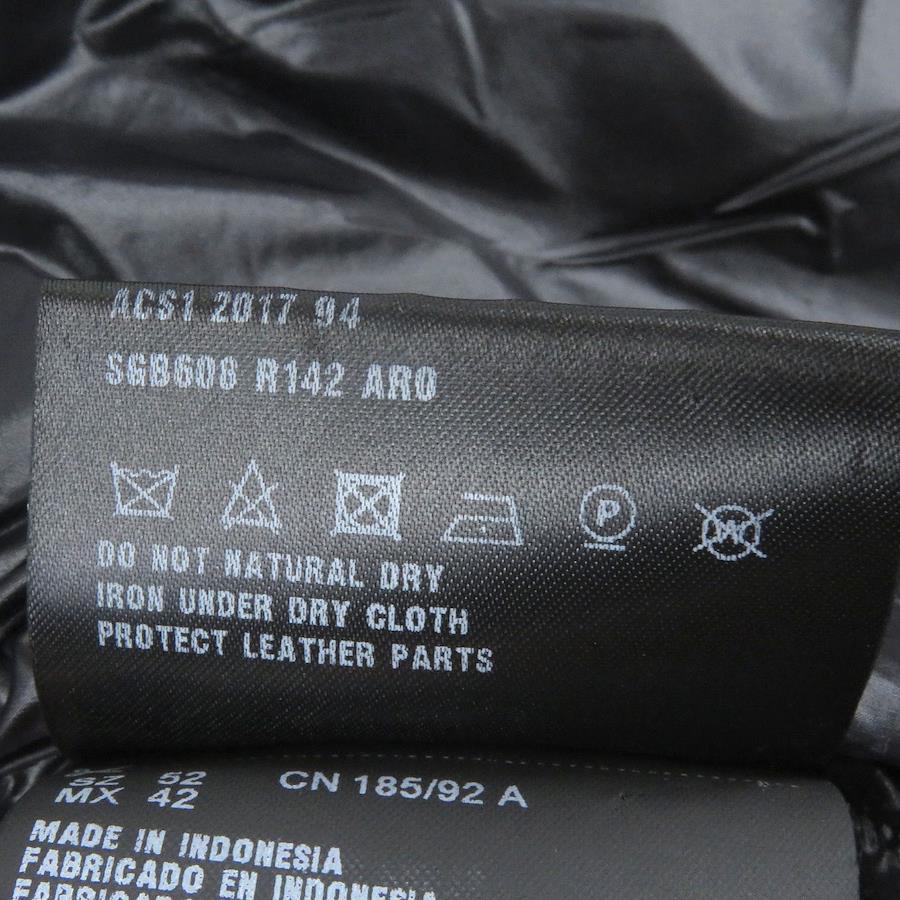 ACS1 2017 94
SGB608 R142 ARO
P
W
DO NOT NATURAL DRY
IRON UNDER DRY CLOTH
PROTECT LEATHER PARTS
52 CN 185/92 A
MX 42
MADE IN INDONESIA
FABRICADO EN INDONESIA